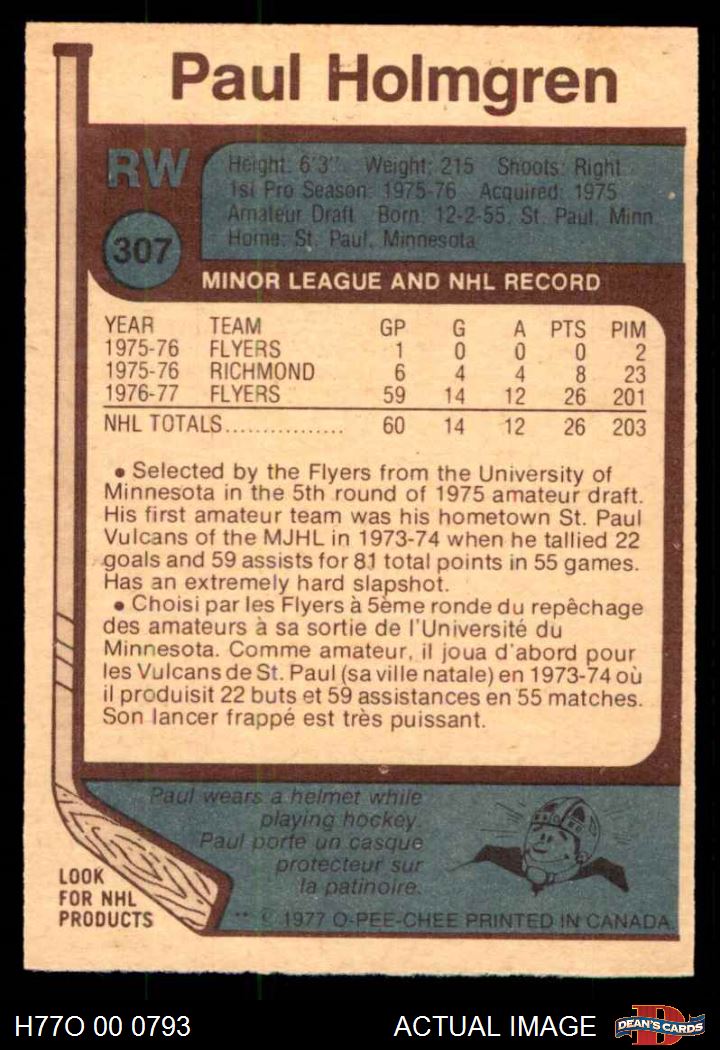 Paul Holmgren
RW
Height: 6'3" Weight: 215 Shoots: Right
1st Pro Season: 1975-76 Acquired: 1975
Amateur Draft Born: 12-2-55, St. Paul, Minn.
Home: St. Paul, Minnesota
307
MINOR LEAGUE AND NHL RECORD
YEAR TEAM GP G A PTS PIM
1975-76 FLYERS 1 0 0 0 2
1975-76 RICHMOND 6 4 4 8 23
1976-77 FLYERS 59 14 12 26 201
NHL TOTALS................ 60 14 12 26 203
• Selected by the Flyers from the University of
Minnesota in the 5th round of 1975 amateur draft.
His first amateur team was his hometown St. Paul
Vulcans of the MJHL in 1973-74 when he tallied 22
goals and 59 assists for 81 total points in 55 games.
Has an extremely hard slapshot.
• Choisi par les Flyers à 5ème ronde du repêchage
des amateurs à sa sortie de l'Université du
Minnesota. Comme amateur, il joua d'abord pour
les Vulcans de St. Paul (sa ville natale) en 1973-74 où
il produisit 22 buts et 59 assistances en 55 matches.
Son lancer frappé est très puissant.
Paul wears a helmet while
playing hockey.
Paul porte un casque
protecteur sur
la patinoire.
LOOK
FOR NHL
PRODUCTS
** © 1977 O-PEE-CHEE PRINTED IN CANADA
H77O 00 0793
ACTUAL IMAGE
D
DEAN'S CARDS